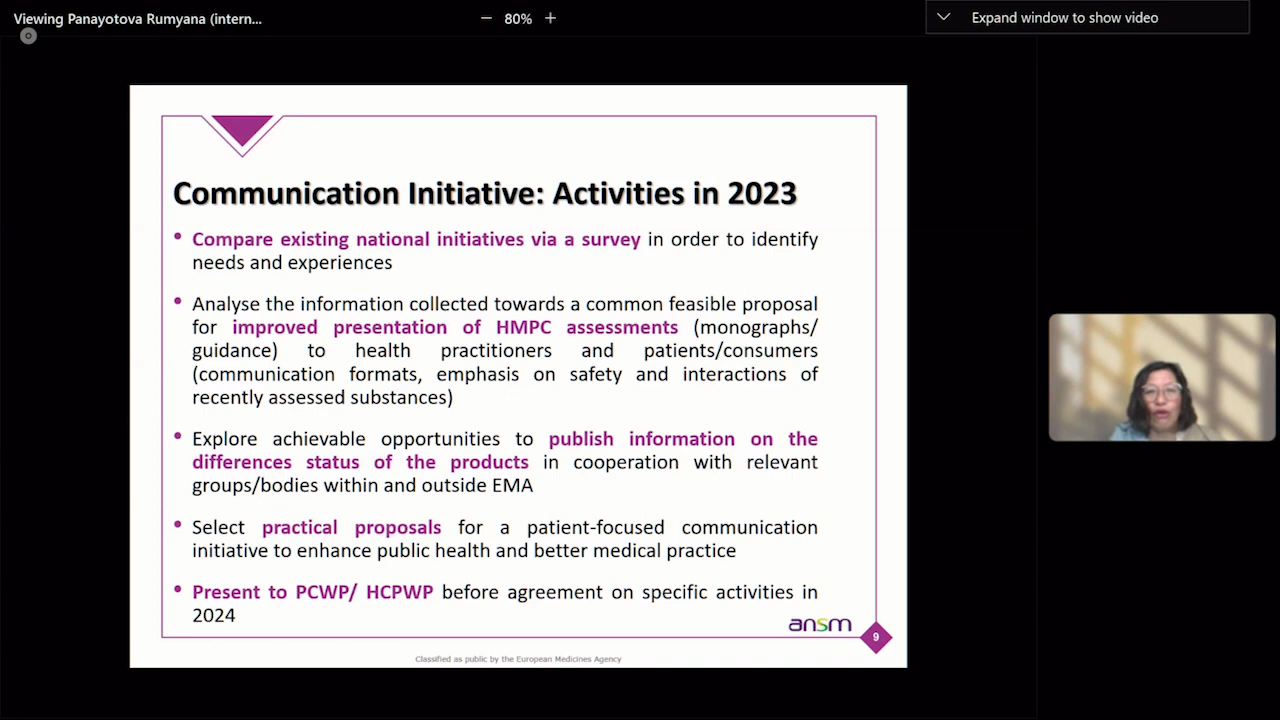 Viewing Panayotova Rumyana (intern...
— 80% +
Expand window to show video
Communication Initiative: Activities in 2023
• Compare existing national initiatives via a survey in order to identify
needs and experiences
• Analyse the information collected towards a common feasible proposal
for improved presentation of HMPC assessments (monographs/
guidance) to health practitioners and patients/consumers
(communication formats, emphasis on safety and interactions of
recently assessed substances)
• Explore achievable opportunities to publish information on the
differences status of the products in cooperation with relevant
groups/bodies within and outside EMA
• Select practical proposals for a patient-focused communication
initiative to enhance public health and better medical practice
• Present to PCWP/ HCPWP before agreement on specific activities in
2024
ansm
9
Classified as public by the European Medicines Agency